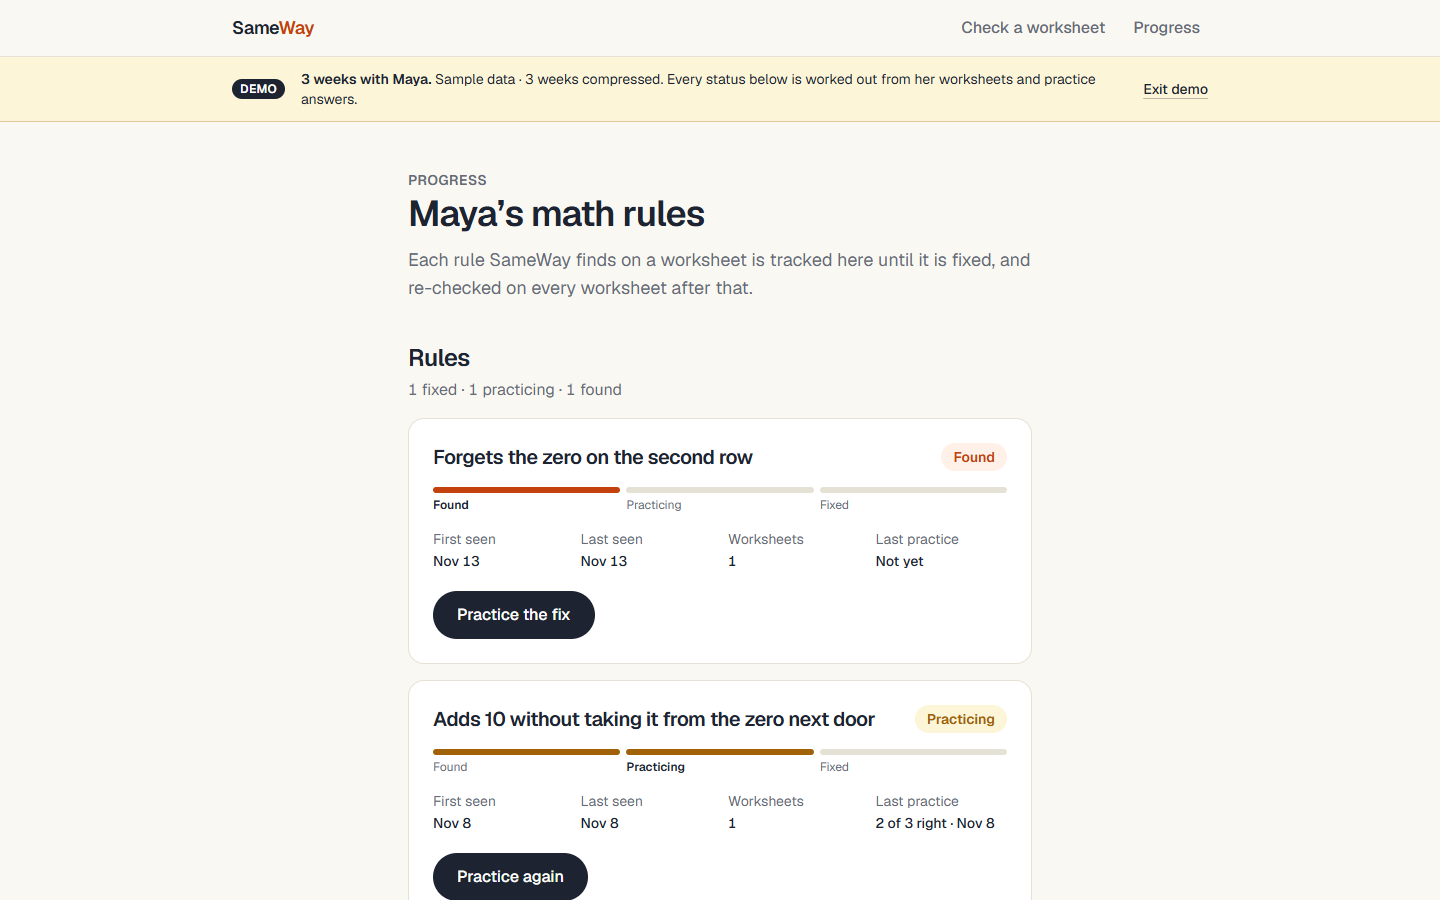 SameWay
Check a worksheet
Progress
DEMO
3 weeks with Maya. Sample data · 3 weeks compressed. Every status below is worked out from her worksheets and practice
answers.
Exit demo
PROGRESS
Maya’s math rules
Each rule SameWay finds on a worksheet is tracked here until it is fixed, and
re-checked on every worksheet after that.
Rules
1 fixed · 1 practicing · 1 found
Forgets the zero on the second row
Found
Found
Practicing
Fixed
First seen
Last seen
Worksheets
Last practice
Nov 13
Nov 13
1
Not yet
Practice the fix
Adds 10 without taking it from the zero next door
Practicing
Found
Practicing
Fixed
First seen
Last seen
Worksheets
Last practice
Nov 8
Nov 8
1
2 of 3 right · Nov 8
Practice again